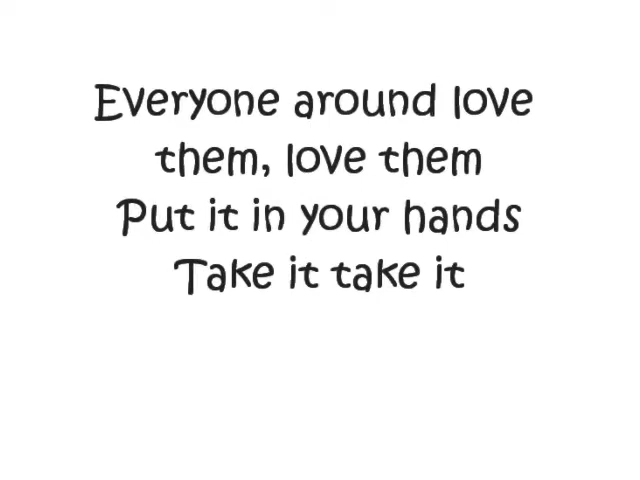 Everyone around love
them, love them
Put it in your hands
Take it take it